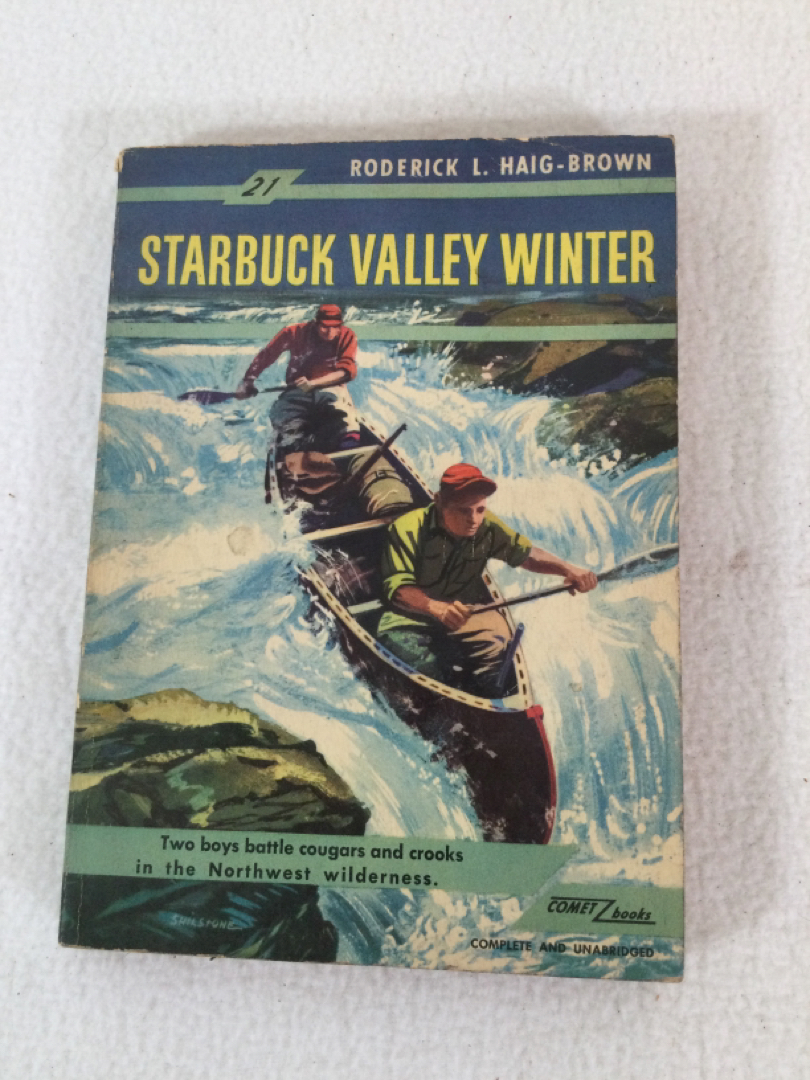 RODERICK L. HAIG-BROWN
21
STARBUCK VALLEY WINTER
Two boys battle cougars and crooks
in the Northwest wilderness.
SHILSTONE
COMET books
COMPLETE AND UNABRIDGED